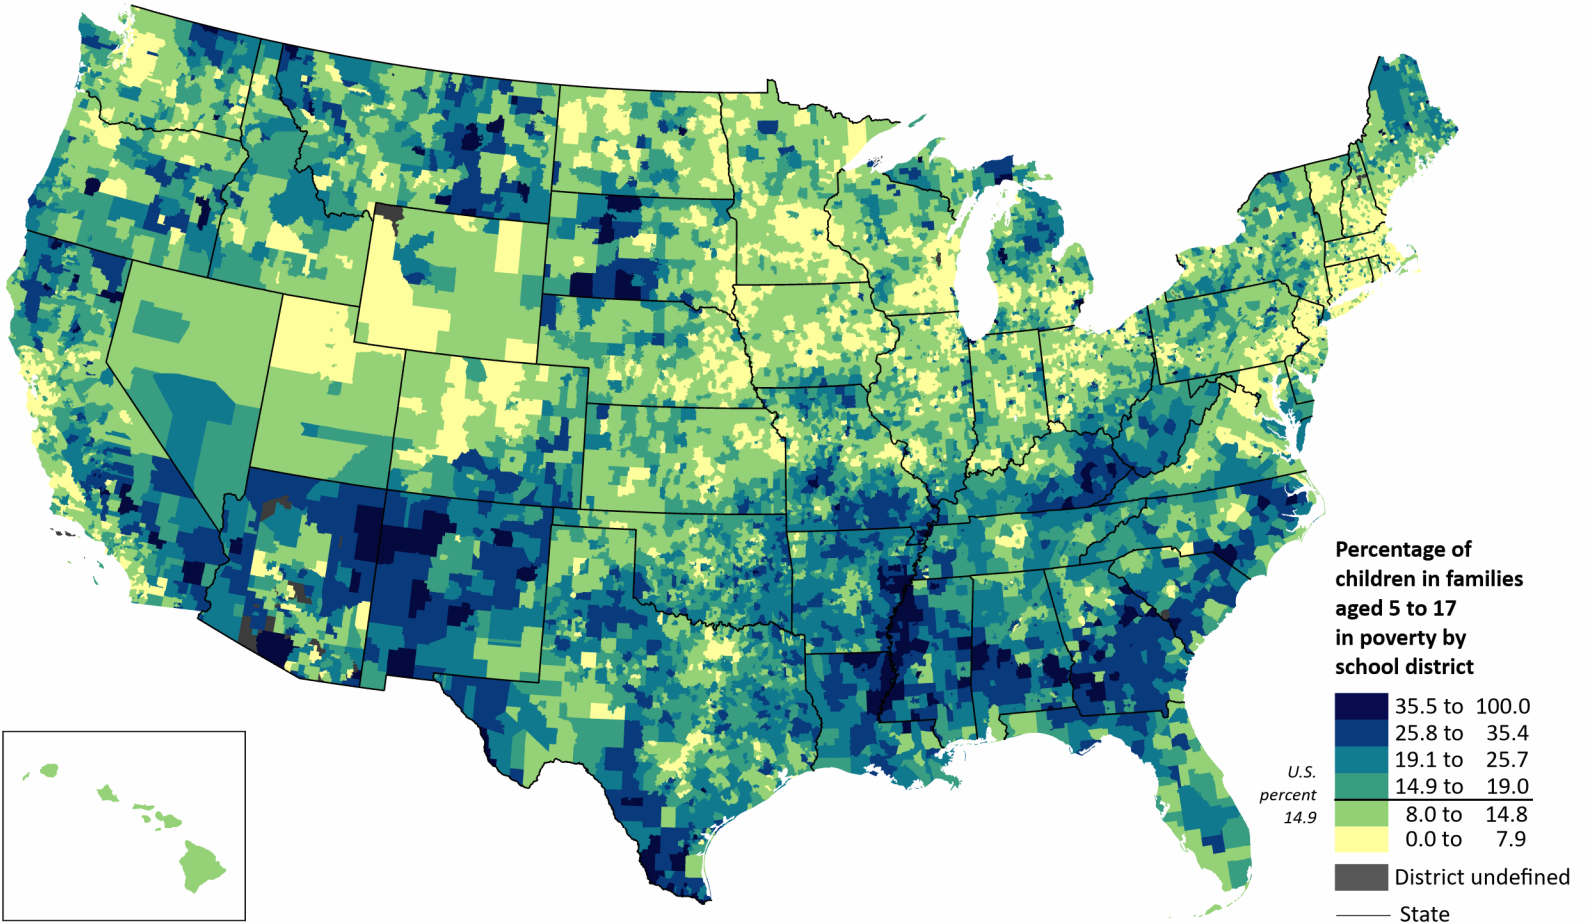 Percentage of
children in families
aged 5 to 17
in poverty by
school district
35.5 to 100.0
25.8 to 35.4
19.1 to 25.7
14.9 to 19.0
8.0 to 14.8
0.0 to 7.9
U.S.
percent
14.9
District undefined
State